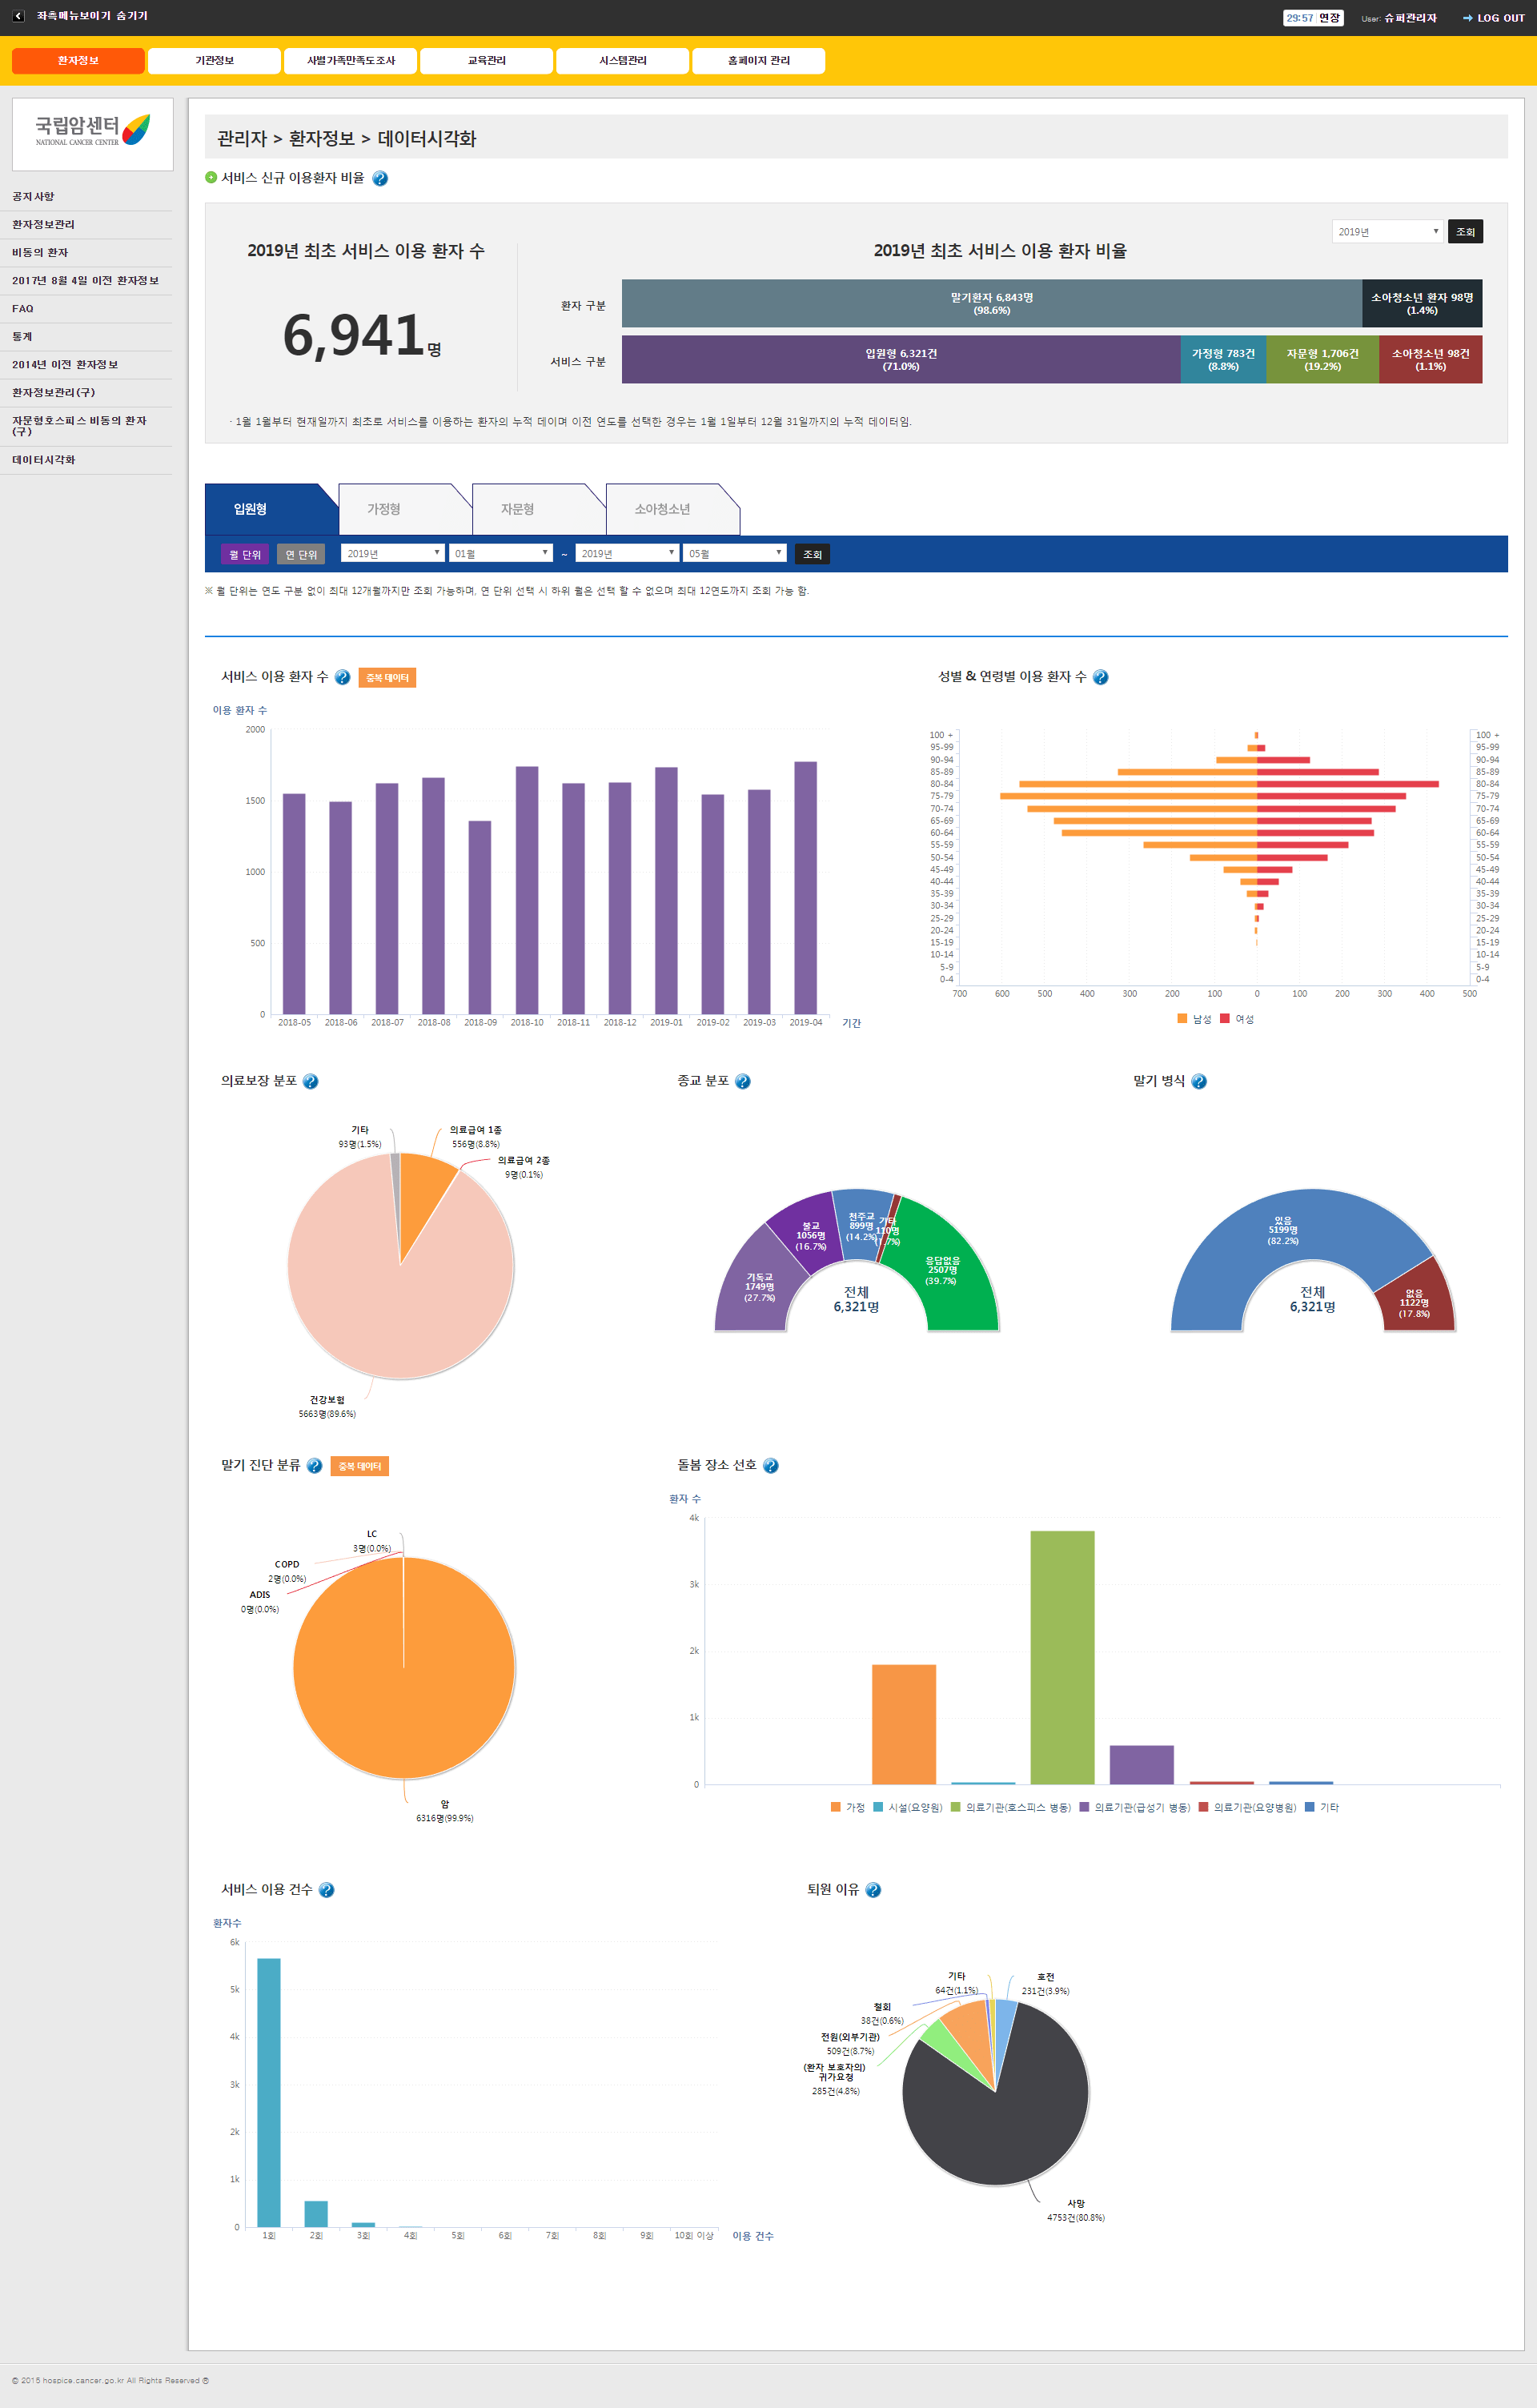 좌측메뉴보이기 숨기기
29:57 연장
User: 슈퍼관리자
LOG OUT
환자정보
기관정보
사별가족만족도조사
교육관리
시스템관리
홈페이지 관리
국립암센터
NATIONAL CANCER CENTER
공지사항
환자정보관리
비동의 환자
2017년 8월 4일 이전 환자정보
FAQ
통계
2014년 이전 환자정보
환자정보관리(구)
자문형호스피스 비동의 환자
(구)
데이터시각화
관리자 > 환자정보 > 데이터시각화
서비스 신규 이용환자 비율 ?
2019년 조회
2019년 최초 서비스 이용 환자 수
6,941명
2019년 최초 서비스 이용 환자 비율
환자 구분
말기환자 6,843명
(98.6%)
소아청소년 환자 98명
(1.4%)
서비스 구분
입원형 6,321건
(71.0%)
가정형 783건
(8.8%)
자문형 1,706건
(19.2%)
소아청소년 98건
(1.1%)
· 1월 1월부터 현재일까지 최초로 서비스를 이용하는 환자의 누적 데이며 이전 연도를 선택한 경우는 1월 1일부터 12월 31일까지의 누적 데이터임.
입원형
가정형
자문형
소아청소년
월 단위 연 단위 2019년 01월 ~ 2019년 05월 조회
※ 월 단위는 연도 구분 없이 최대 12개월까지만 조회 가능하며, 연 단위 선택 시 하위 월은 선택 할 수 없으며 최대 12연도까지 조회 가능 함.
서비스 이용 환자 수 ? 중복 데이터
이용 환자 수
2000
1500
1000
500
0
2018-05 2018-06 2018-07 2018-08 2018-09 2018-10 2018-11 2018-12 2019-01 2019-02 2019-03 2019-04 기간
성별 & 연령별 이용 환자 수 ?
100 + 100 +
95-99 95-99
90-94 90-94
85-89 85-89
80-84 80-84
75-79 75-79
70-74 70-74
65-69 65-69
60-64 60-64
55-59 55-59
50-54 50-54
45-49 45-49
40-44 40-44
35-39 35-39
30-34 30-34
25-29 25-29
20-24 20-24
15-19 15-19
10-14 10-14
5-9 5-9
0-4 0-4
700 600 500 400 300 200 100 0 100 200 300 400 500
남성 여성
의료보장 분포 ?
기타
93명(1.5%)
의료급여 1종
556명(8.8%)
의료급여 2종
9명(0.1%)
건강보험
5663명(89.6%)
종교 분포 ?
기독교
1749명
(27.7%)
불교
1056명
(16.7%)
천주교
899명
(14.2%)
기타
110명
(1.7%)
응답없음
2507명
(39.7%)
전체
6,321명
말기 병식 ?
있음
5199명
(82.2%)
없음
1122명
(17.8%)
전체
6,321명
말기 진단 분류 ? 중복 데이터
LC
3명(0.0%)
COPD
2명(0.0%)
ADIS
0명(0.0%)
암
6316명(99.9%)
돌봄 장소 선호 ?
환자 수
4k
3k
2k
1k
0
가정 시설(요양원) 의료기관(호스피스 병동) 의료기관(급성기 병동) 의료기관(요양병원) 기타
서비스 이용 건수 ?
환자수
6k
5k
4k
3k
2k
1k
0
1회 2회 3회 4회 5회 6회 7회 8회 9회 10회 이상 이용 건수
퇴원 이유 ?
기타
64건(1.1%)
호전
231건(3.9%)
철회
38건(0.6%)
전원(외부기관)
509건(8.7%)
(환자 보호자의)
귀가요청
285건(4.8%)
사망
4753건(80.8%)
© 2015 hospice.cancer.go.kr All Rights Reserved ®